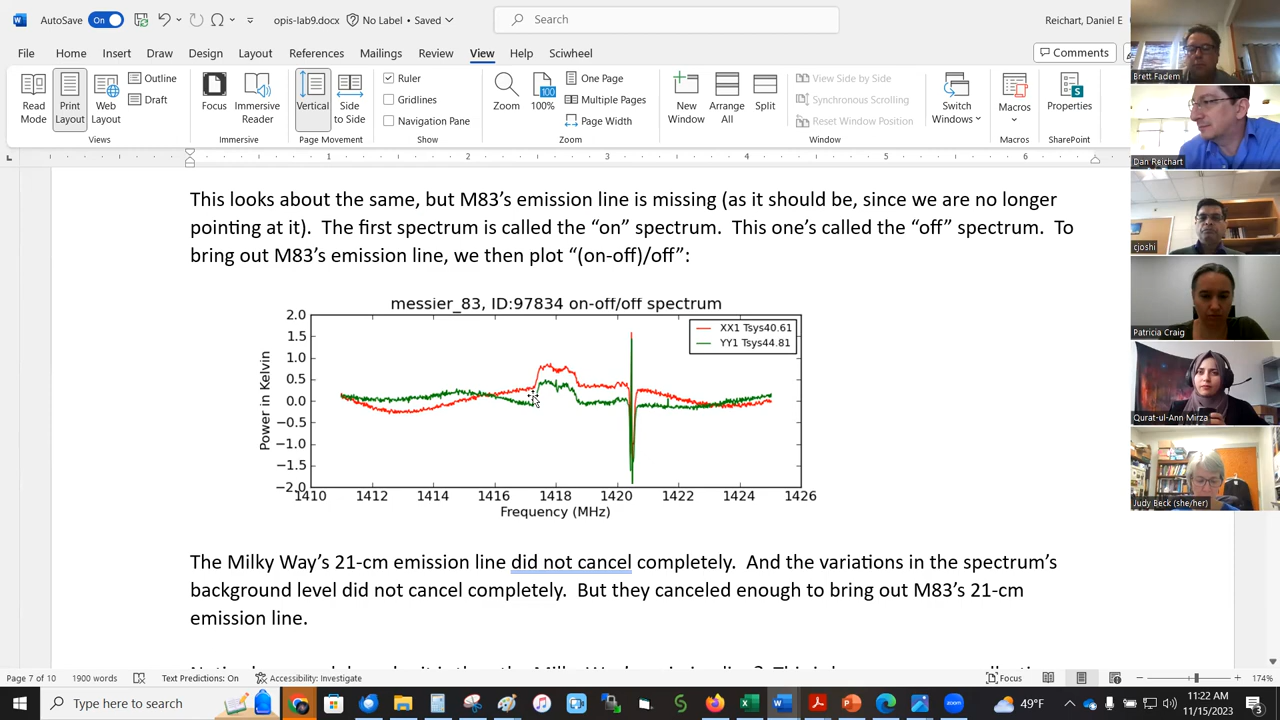 AutoSave On opis-lab9.docx No Label • Saved Search Reichart, Daniel E
File Home Insert Draw Design Layout References Mailings Review View Help Sciwheel Comments
Read Mode Print Layout Web Layout Outline Draft Focus Immersive Reader Vertical Side to Side Ruler Gridlines Navigation Pane Zoom 100 100% One Page Multiple Pages Page Width New Window Arrange All Split View Side by Side Synchronous Scrolling Reset Window Position Switch Windows Macros Properties
Views Immersive Page Movement Show Zoom Window Macros SharePoint
1 2 3 4 5 6
This looks about the same, but M83's emission line is missing (as it should be, since we are no longer
pointing at it). The first spectrum is called the “on” spectrum. This one's called the “off” spectrum. To
bring out M83's emission line, we then plot “(on-off)/off”:
messier_83, ID:97834 on-off/off spectrum
2.0
1.5
1.0
0.5
0.0
−0.5
−1.0
−1.5
−2.0
Power in Kelvin
XX1 Tsys40.61
YY1 Tsys44.81
1410 1412 1414 1416 1418 1420 1422 1424 1426
Frequency (MHz)
The Milky Way's 21-cm emission line did not cancel completely. And the variations in the spectrum's
background level did not cancel completely. But they canceled enough to bring out M83's 21-cm
emission line.
Brett Fadem
Dan Reichart
cjoshi
Patricia Craig
Qurat-ul-Ann Mirza
Judy Beck (she/her)
Page 7 of 10 1900 words Text Predictions: On Accessibility: Investigate Focus 174%
Type here to search 49°F 11:22 AM
11/15/2023 3